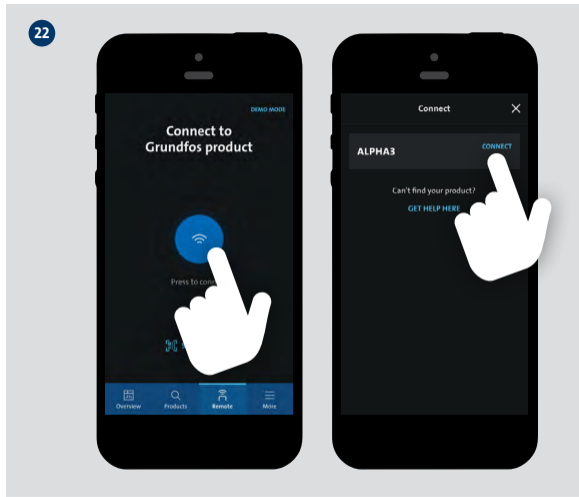 22
DEMO MODE
Connect to
Grundfos product
Press to
Overview
Products
Remote
More
Connect
ALPHA3
CONNECT
Can't find your product?
GET HELP HERE